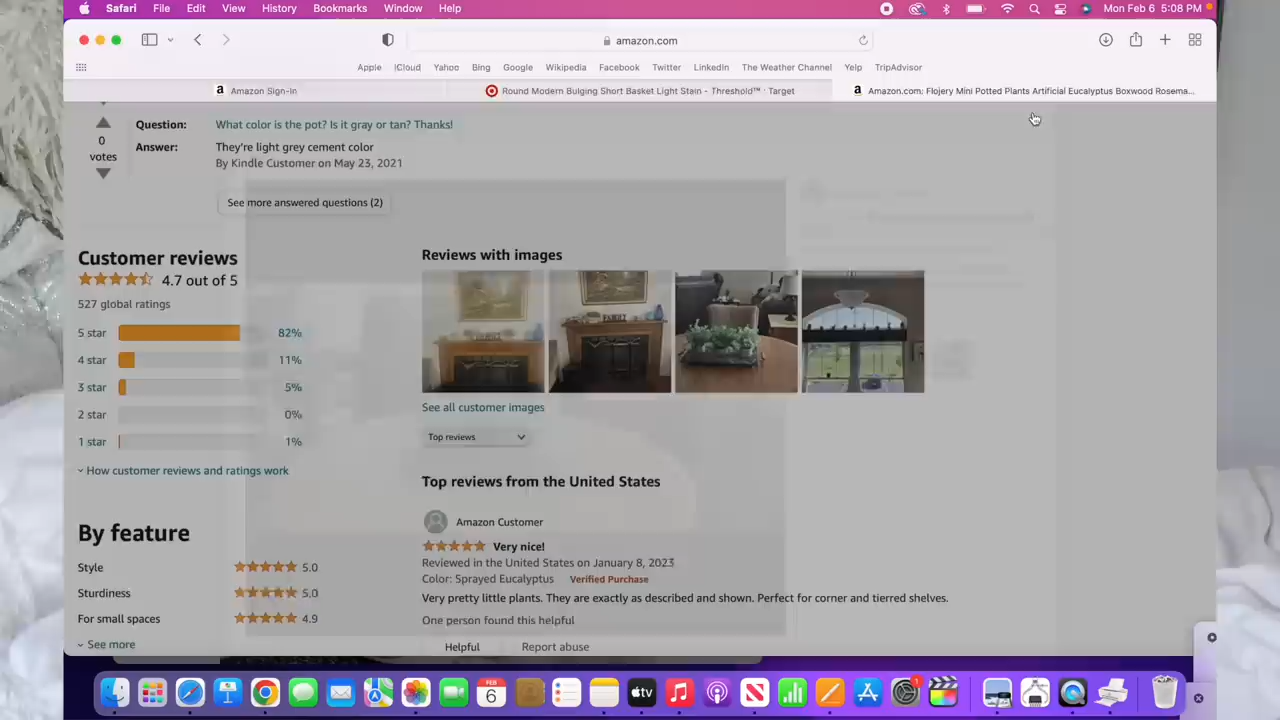 Safari File Edit View History Bookmarks Window Help
Mon Feb 6 5:08 PM
amazon.com
Apple iCloud Yahoo Bing Google Wikipedia Facebook Twitter LinkedIn The Weather Channel Yelp TripAdvisor
Amazon Sign-In
Round Modern Bulging Short Basket Light Stain - Threshold™ : Target
Amazon.com: Flojery Mini Potted Plants Artificial Eucalyptus Boxwood Rosema...
0
votes
Question: What color is the pot? Is it gray or tan? Thanks!
Answer: They're light grey cement color
By Kindle Customer on May 23, 2021
See more answered questions (2)
Customer reviews
4.7 out of 5
527 global ratings
5 star 82%
4 star 11%
3 star 5%
2 star 0%
1 star 1%
How customer reviews and ratings work
By feature
Style 5.0
Sturdiness 5.0
For small spaces 4.9
See more
Reviews with images
FAMILY
See all customer images
Top reviews
Top reviews from the United States
Amazon Customer
Very nice!
Reviewed in the United States on January 8, 2023
Color: Sprayed Eucalyptus Verified Purchase
Very pretty little plants. They are exactly as described and shown. Perfect for corner and tierred shelves.
One person found this helpful
Helpful Report abuse
FEB
6
tv
1